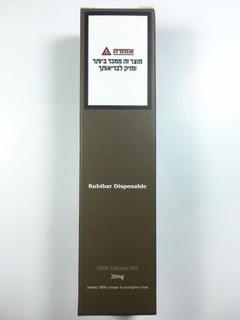 אזהרה
מוצר זה ממכר ביותר
ומזיק לבריאותך
Kubibar Disposable
20mg